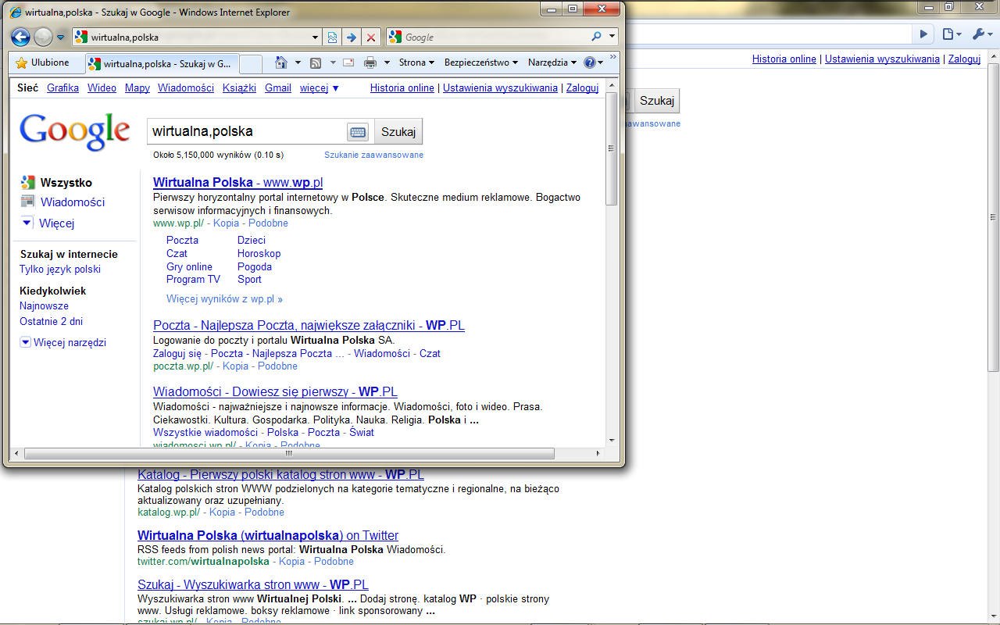 wirtualna,polska - Szukaj w Google - Windows Internet Explorer
wirtualna,polska
Google
Ulubione
wirtualna,polska - Szukaj w G...
Strona
Bezpieczeństwo
Narzędzia
»
Sieć Grafika Wideo Mapy Wiadomości Książki Gmail więcej ▼
Historia online | Ustawienia wyszukiwania | Zaloguj
Google
wirtualna,polska
Szukaj
Około 5,150,000 wyników (0.10 s)
Szukanie zaawansowane
Wszystko
Wiadomości
Więcej
Szukaj w internecie
Tylko język polski
Kiedykolwiek
Najnowsze
Ostatnie 2 dni
Więcej narzędzi
Wirtualna Polska - www.wp.pl
Pierwszy horyzontalny portal internetowy w Polsce. Skuteczne medium reklamowe. Bogactwo
serwisow informacyjnych i finansowych.
www.wp.pl/ - Kopia - Podobne
Poczta Dzieci
Czat Horoskop
Gry online Pogoda
Program TV Sport
Więcej wyników z wp.pl »
Poczta - Najlepsza Poczta, największe załączniki - WP.PL
Logowanie do poczty i portalu Wirtualna Polska SA.
Zaloguj się - Poczta - Najlepsza Poczta ... - Wiadomości - Czat
poczta.wp.pl/ - Kopia - Podobne
Wiadomości - Dowiesz się pierwszy - WP.PL
Wiadomości - najważniejsze i najnowsze informacje. Wiadomości, foto i wideo. Prasa.
Ciekawostki. Kultura. Gospodarka. Polityka. Nauka. Religia. Polska i ...
Wszystkie wiadomości - Polska - Poczta - Świat
wiadomosci.wp.pl/ - Kopia - Podobne
Historia online | Ustawienia wyszukiwania | Zaloguj
Szukaj
Katalog - Pierwszy polski katalog stron www - WP.PL
Katalog polskich stron WWW podzielonych na kategorie tematyczne i regionalne, na bieżąco
aktualizowany oraz uzupełniany.
katalog.wp.pl/ - Kopia - Podobne
Wirtualna Polska (wirtualnapolska) on Twitter
RSS feeds from polish news portal: Wirtualna Polska Wiadomości.
twitter.com/wirtualnapolska - Kopia - Podobne
Szukaj - Wyszukiwarka stron www - WP.PL
Wyszukiwarka stron www Wirtualnej Polski. ... Dodaj stronę. katalog WP · polskie strony
www. Usługi reklamowe. boksy reklamowe · link sponsorowany ...
szukaj.wp.pl/ - Kopia - Podobne